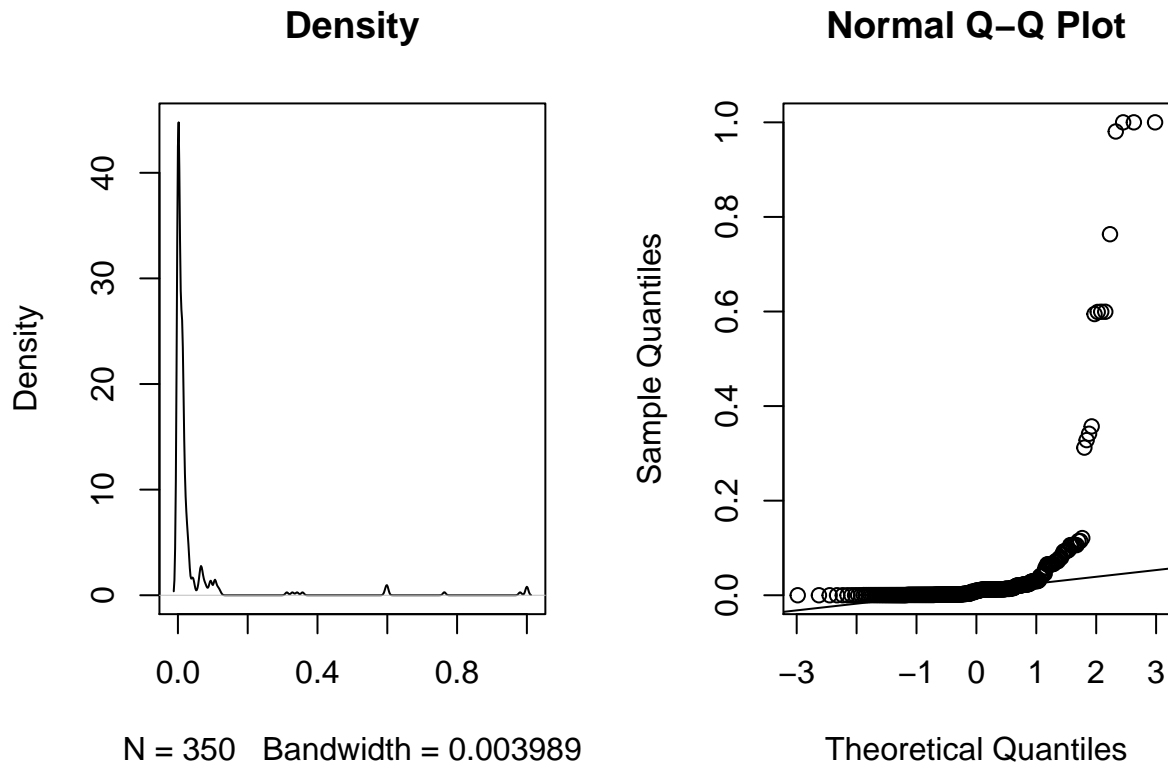 Density
Density
0
10
20
30
40
0.0 0.4 0.8
N = 350 Bandwidth = 0.003989
Normal Q−Q Plot
Sample Quantiles
0.0
0.2
0.4
0.6
0.8
1.0
−3 −1 0 1 2 3
Theoretical Quantiles